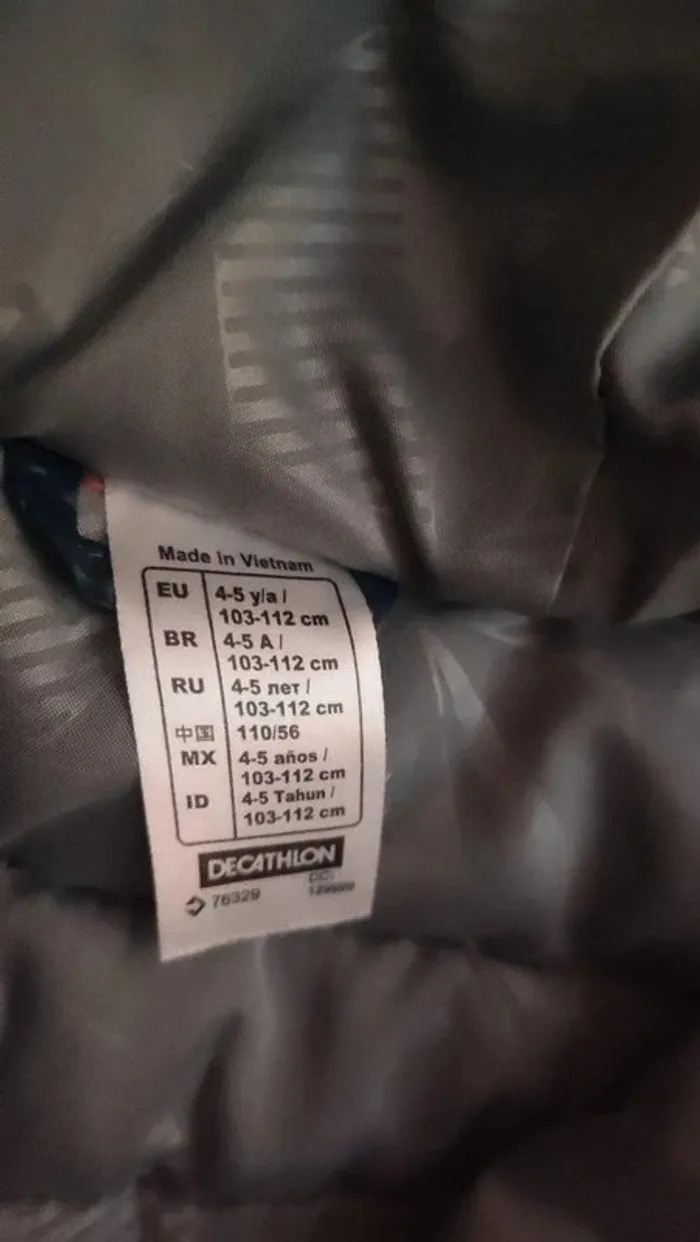 Made in Vietnam
EU 4-5 y/a /
103-112 cm
BR 4-5 A /
103-112 cm
RU 4-5 лет /
103-112 cm
中国 110/56
MX 4-5 años /
103-112 cm
ID 4-5 Tahun /
103-112 cm
DECATHLON
76329
CC: